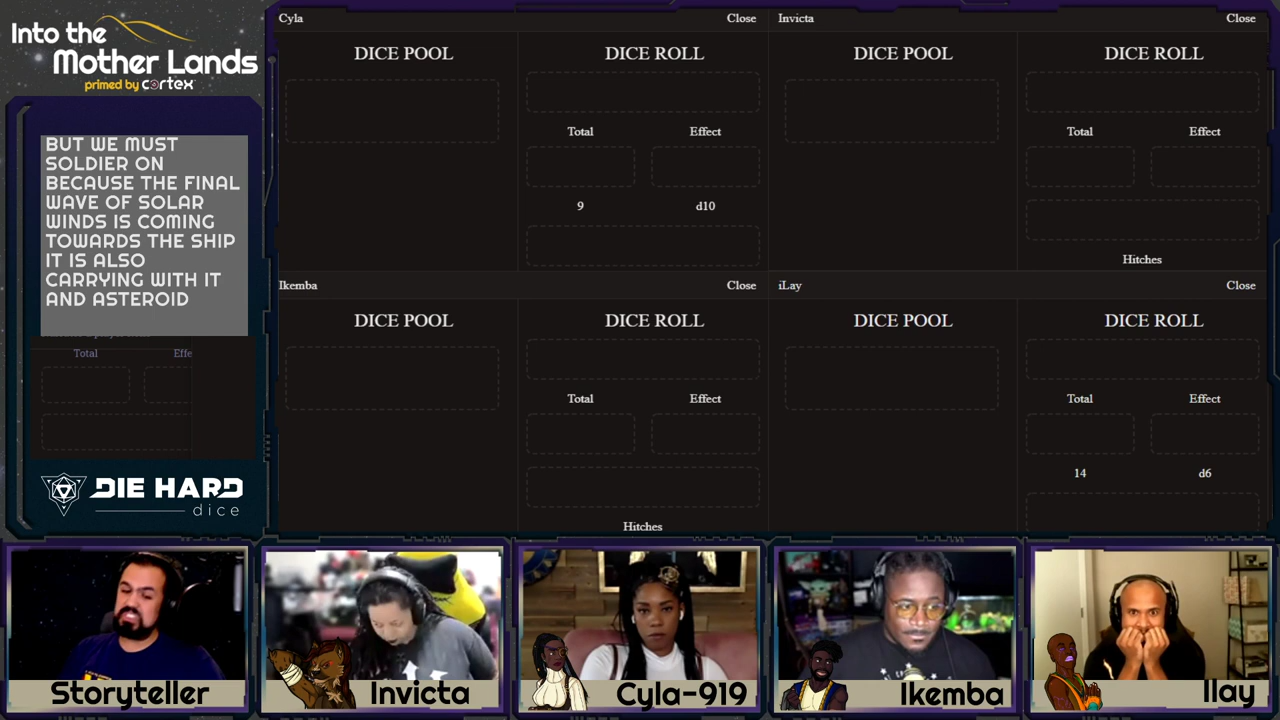 Into the
Mother Lands
primed by cortex
BUT WE MUST
SOLDIER ON
BECAUSE THE FINAL
WAVE OF SOLAR
WINDS IS COMING
TOWARDS THE SHIP
IT IS ALSO
CARRYING WITH IT
AND ASTEROID
Total Effe
DIE HARD
dice
Cyla Close
DICE POOL DICE ROLL
Total Effect
9 d10
Invicta Close
DICE POOL DICE ROLL
Total Effect
Hitches
Ikemba Close
DICE POOL DICE ROLL
Total Effect
Hitches
iLay Close
DICE POOL DICE ROLL
Total Effect
14 d6
Storyteller
Invicta
Cyla-919
Ikemba
Ilay